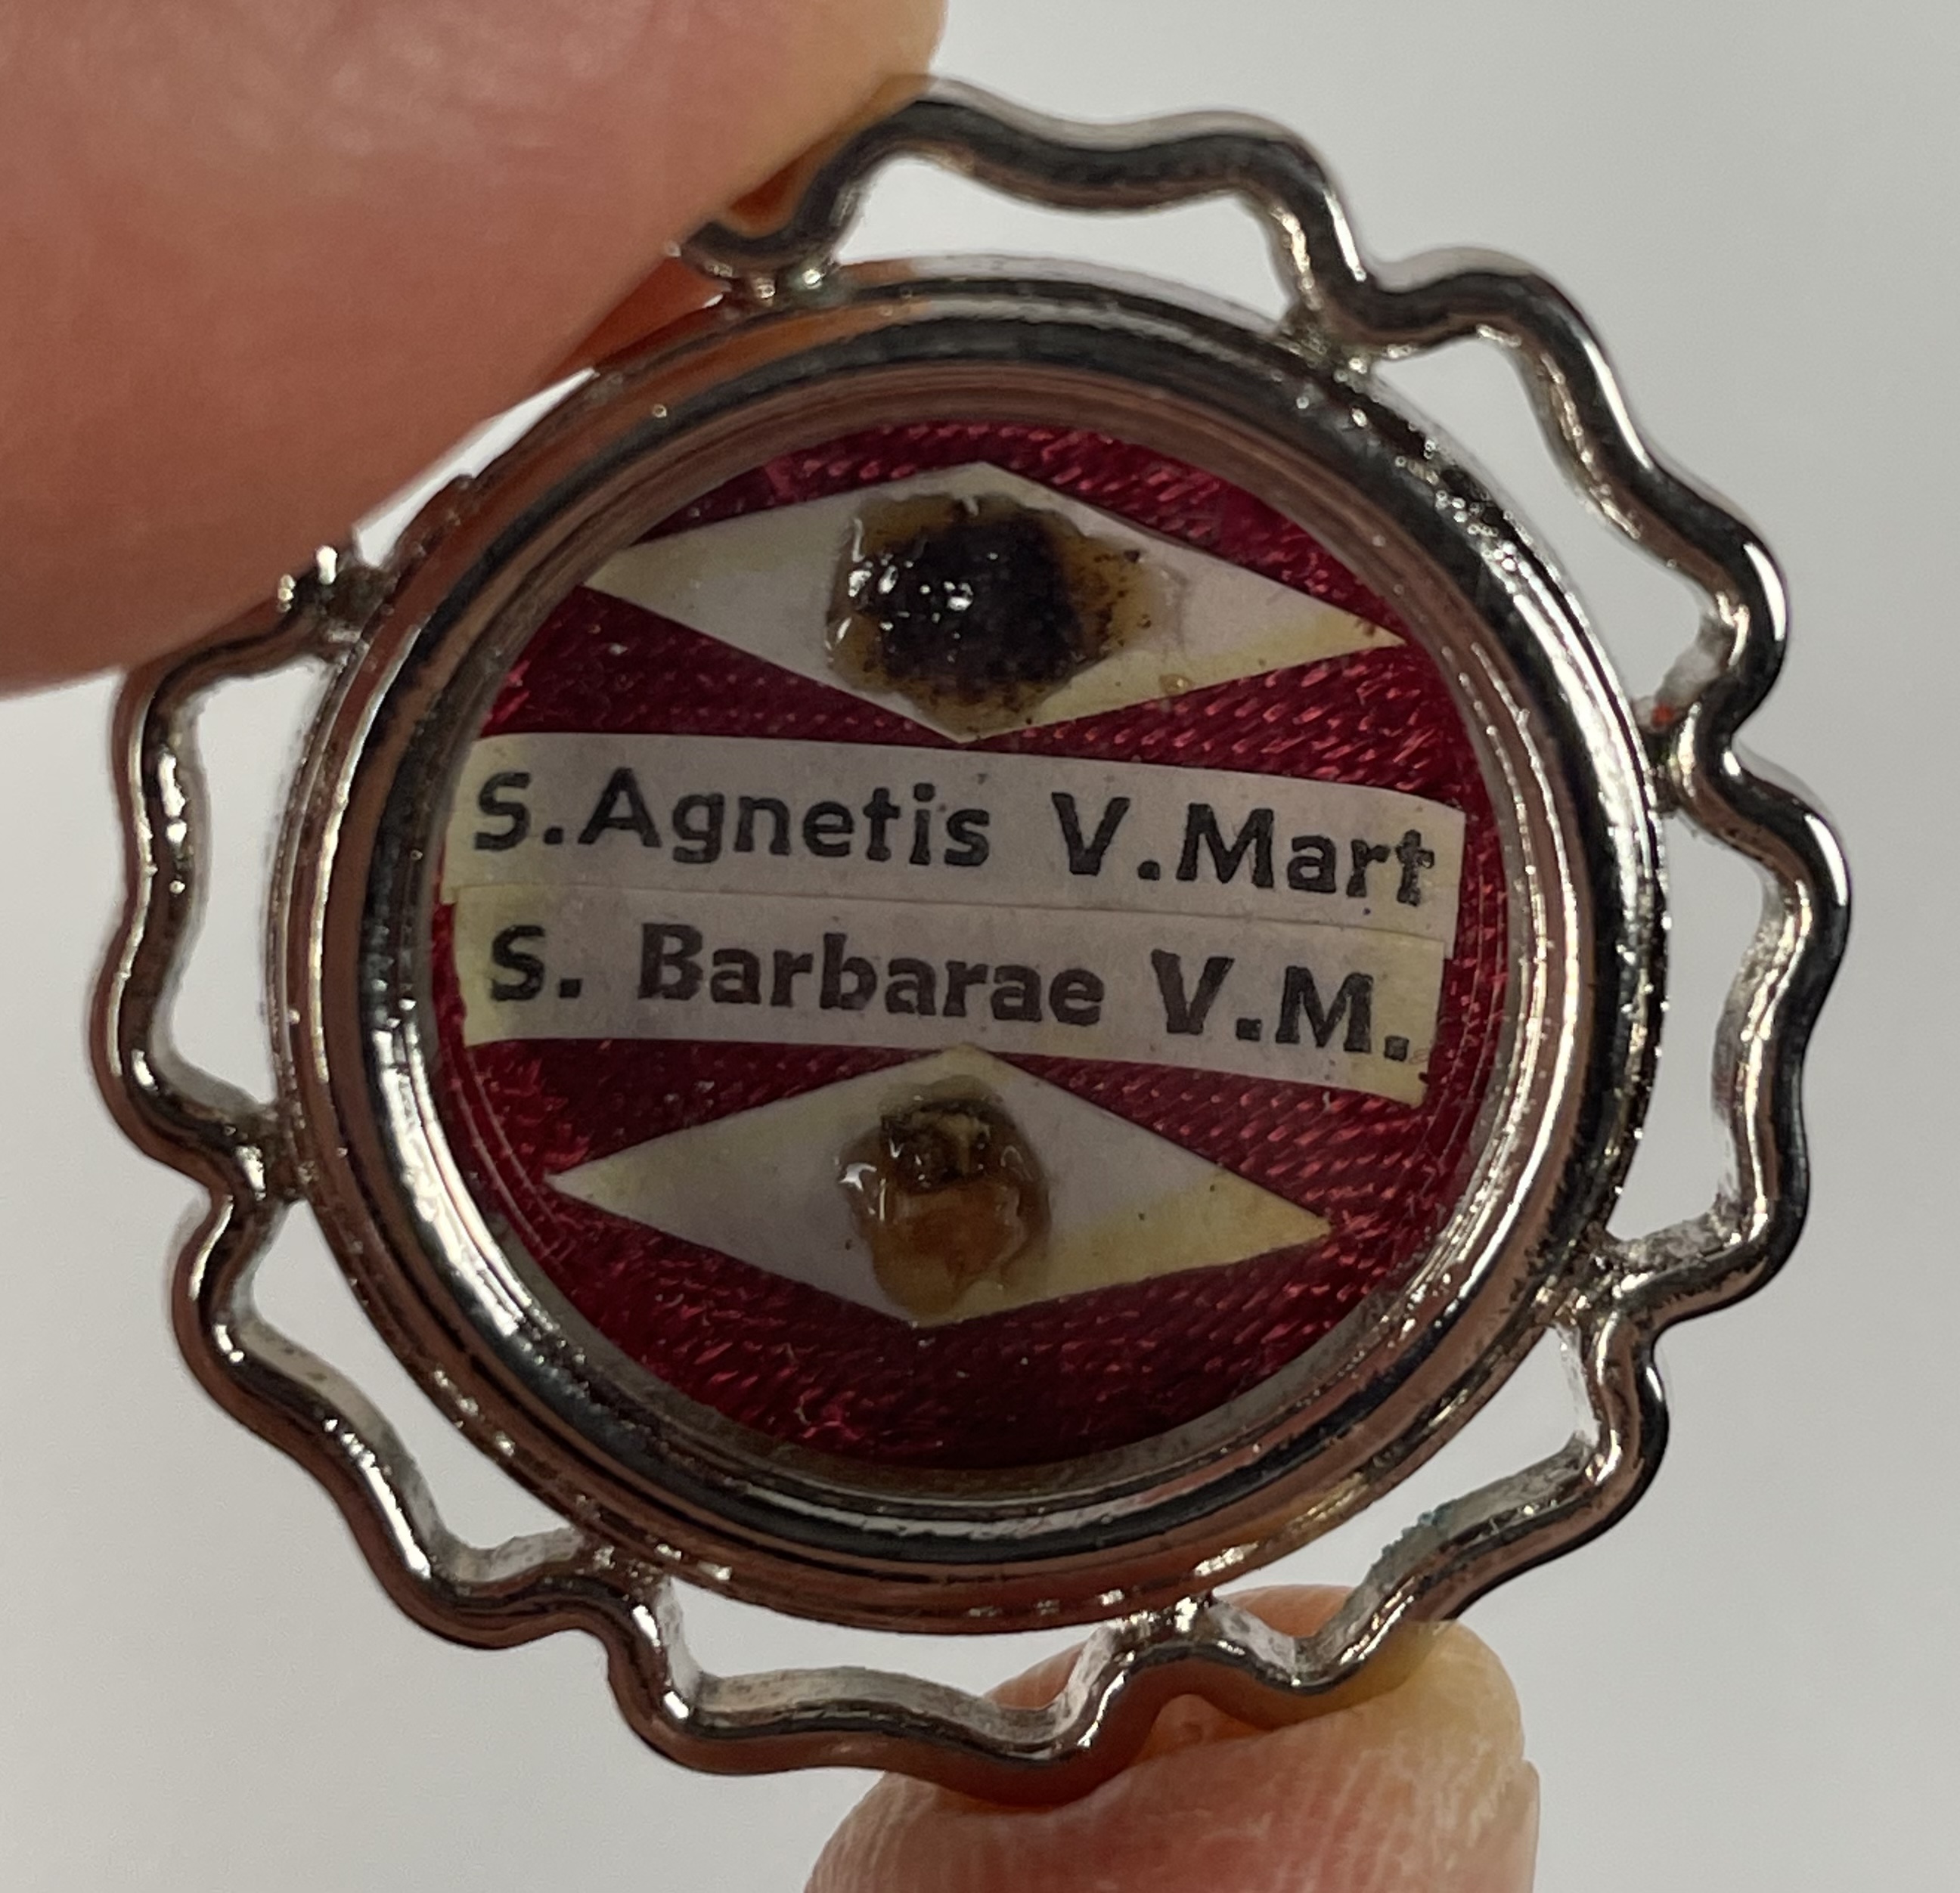 S. Agnetis V. Mart
S. Barbarae V.M.